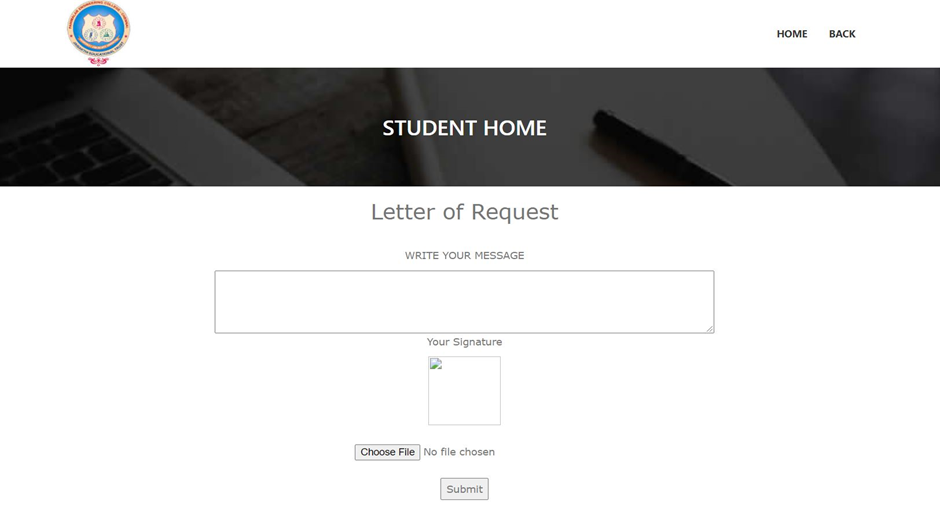 HOME BACK
STUDENT HOME
Letter of Request
WRITE YOUR MESSAGE
Your Signature
Choose File No file chosen
Submit